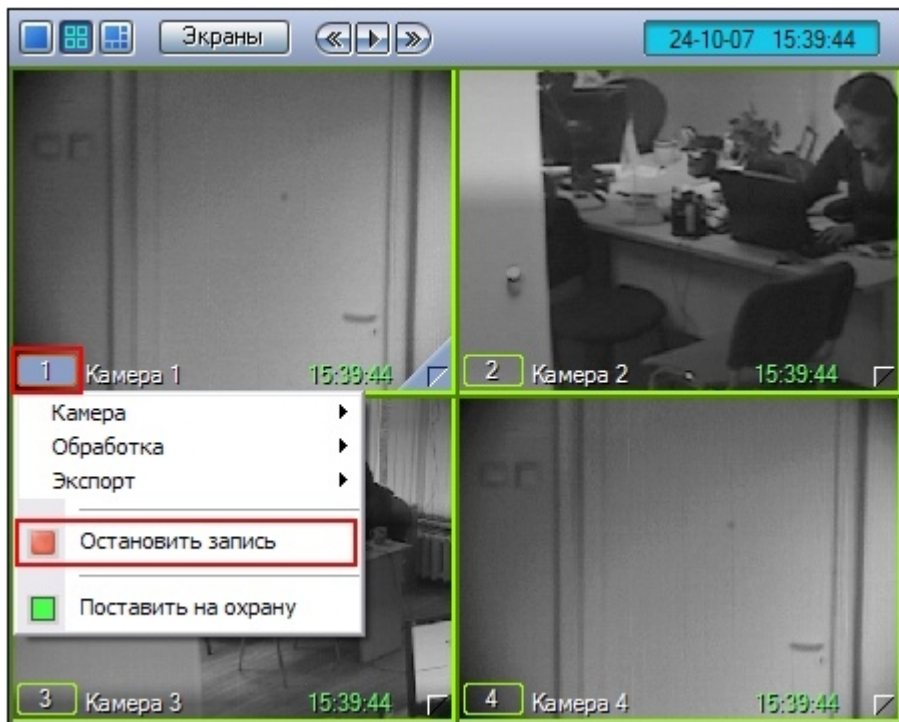 Экраны
24-10-07 15:39:44
1 Камера 1 15:39:44
2 Камера 2 15:39:44
Камера
Обработка
Экспорт
Остановить запись
Поставить на охрану
3 Камера 3 15:39:44
4 Камера 4 15:39:44